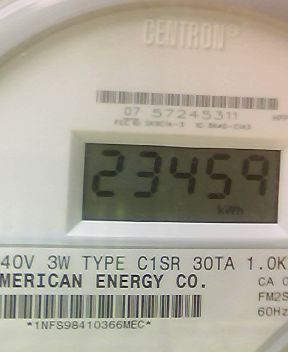 CENTRON®
07 57245311
23459
kWh
40V 3W TYPE C1SR 30TA 1.0K
MERICAN ENERGY CO.
CA 0
FM2S
60Hz
*1NFS98410366MEC*